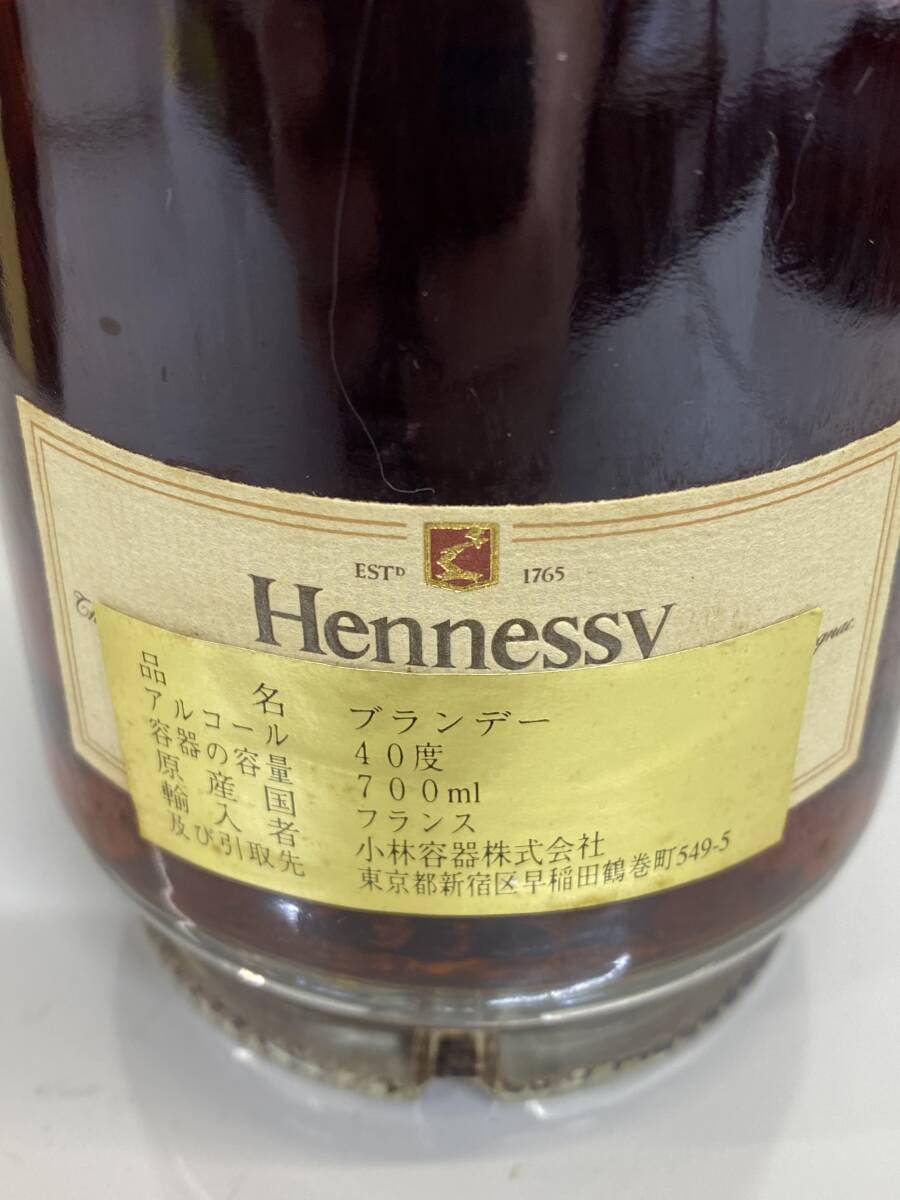 ESTD 1765
Hennessy
品名 ブランデー
アルコール 40度
容器の容量 700ml
原産国 フランス
輸入者 小林容器株式会社
及び引取先 東京都新宿区早稲田鶴巻町549-5